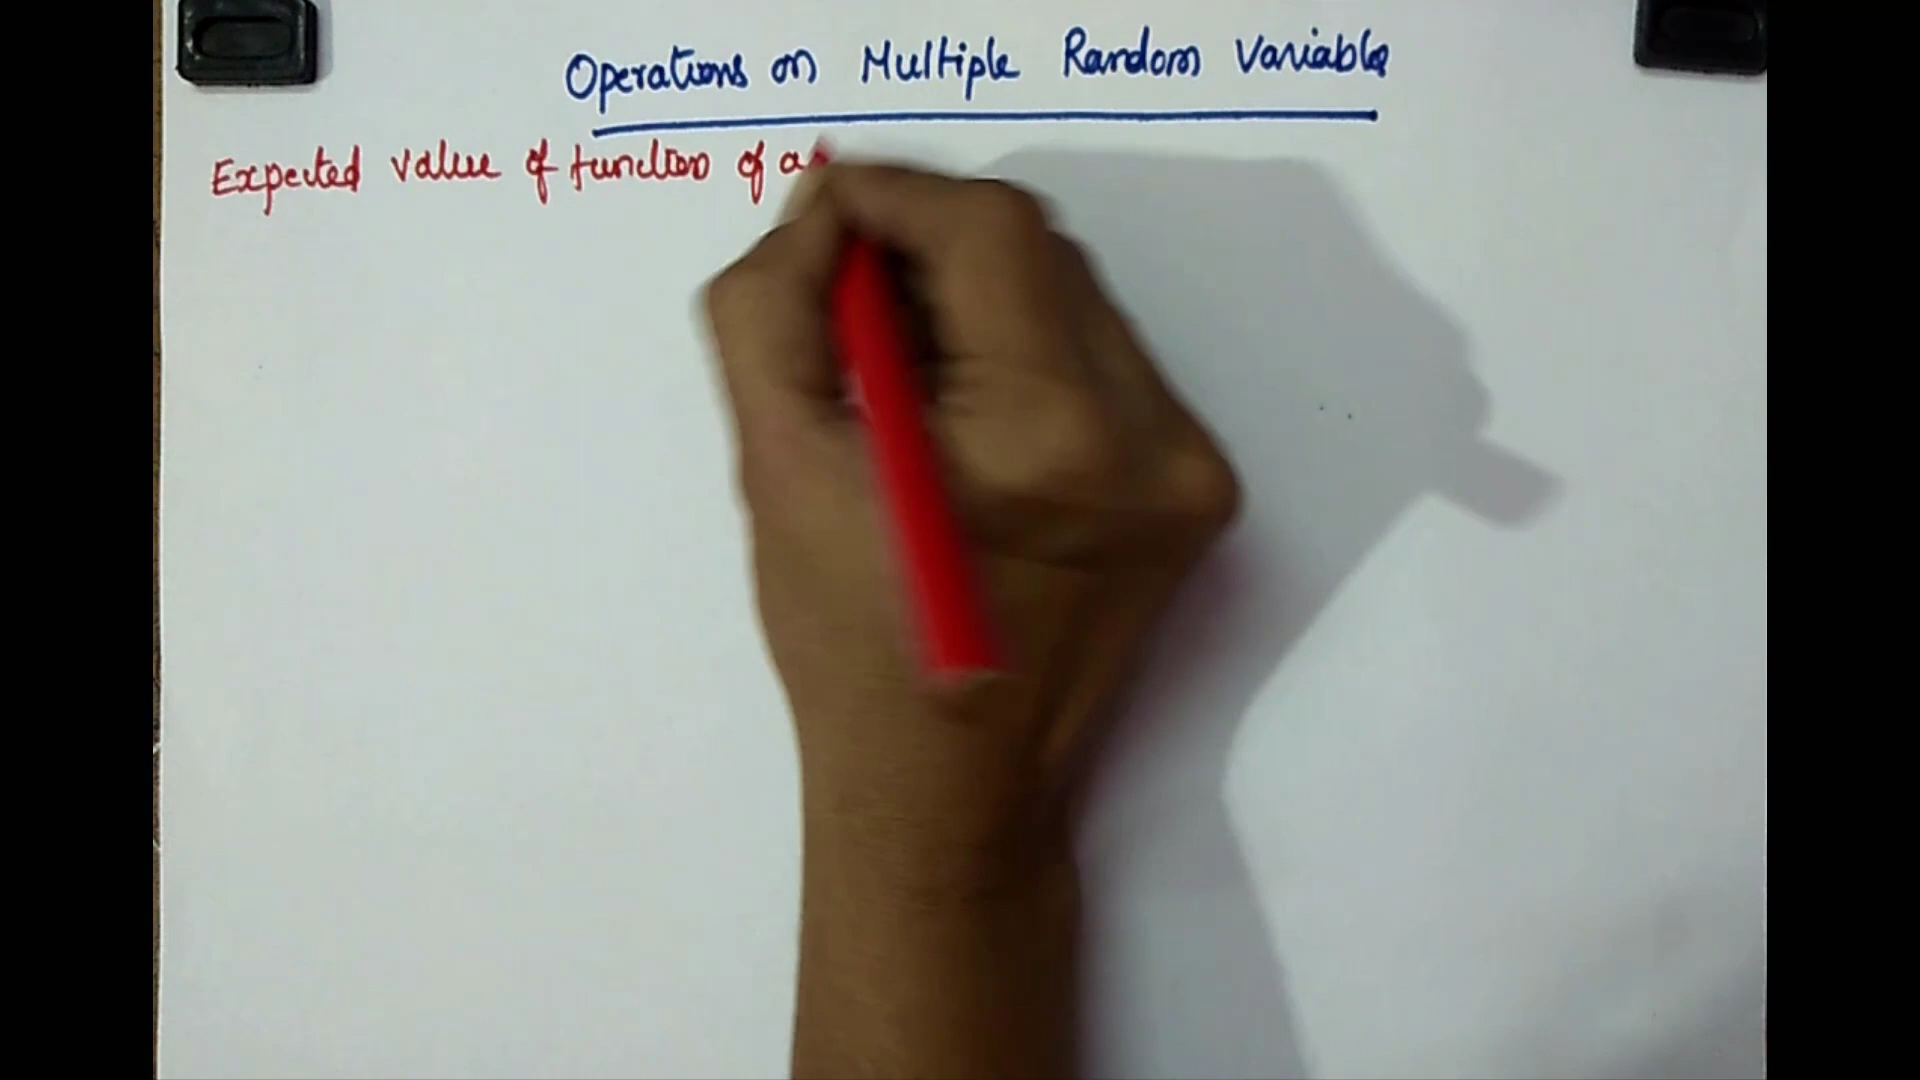 Operations on Multiple Random Variable
Expected value of function of a